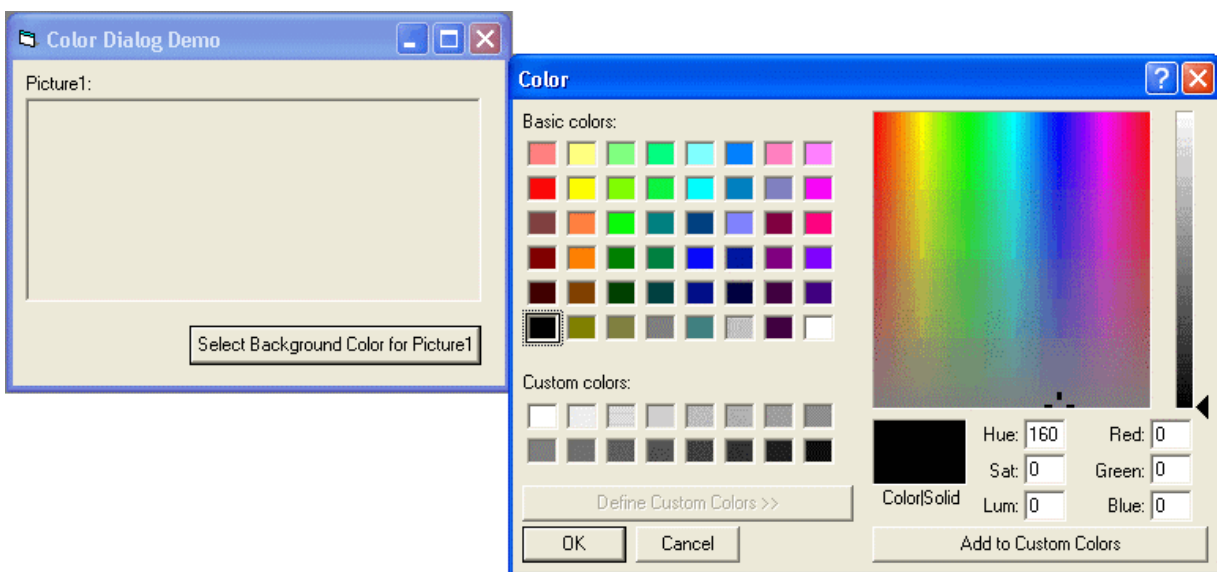 Color Dialog Demo
Picture1:
Select Background Color for Picture1
Color
Basic colors:
Custom colors:
Define Custom Colors >>
OK Cancel
Color|Solid
Hue: 160 Red: 0
Sat: 0 Green: 0
Lum: 0 Blue: 0
Add to Custom Colors